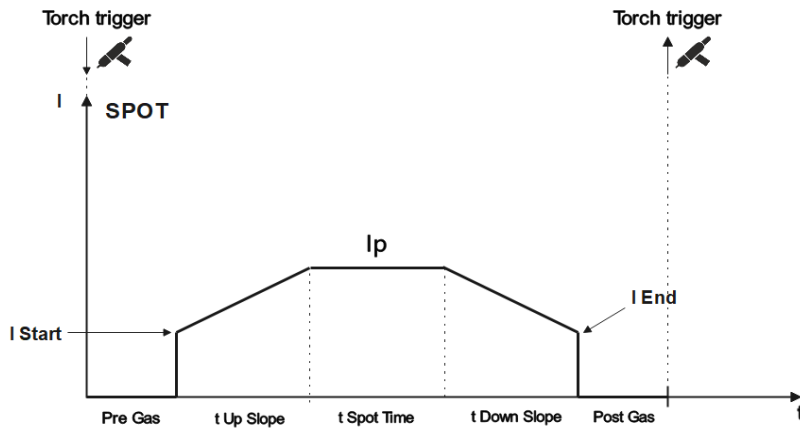 Torch trigger
Torch trigger
I
SPOT
Ip
I End
I Start
t
Pre Gas
t Up Slope
t Spot Time
t Down Slope
Post Gas